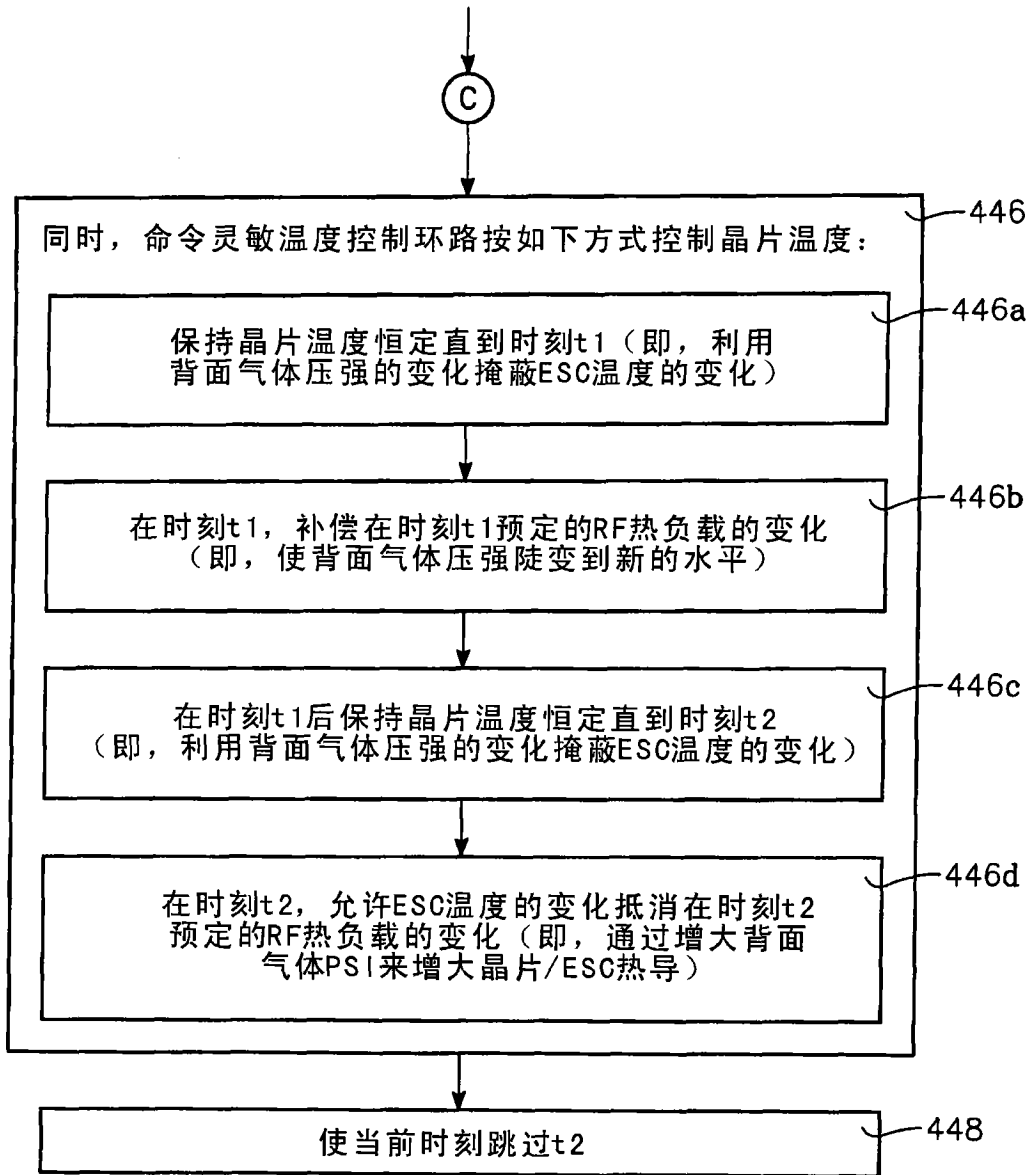 C
446
同时，命令灵敏温度控制环路按如下方式控制晶片温度：
446a
保持晶片温度恒定直到时刻t1（即，利用
背面气体压强的变化掩蔽ESC温度的变化）
446b
在时刻t1，补偿在时刻t1预定的RF热负载的变化
（即，使背面气体压强陡变到新的水平）
446c
在时刻t1后保持晶片温度恒定直到时刻t2
（即，利用背面气体压强的变化掩蔽ESC温度的变化）
446d
在时刻t2，允许ESC温度的变化抵消在时刻t2
预定的RF热负载的变化（即，通过增大背面
气体PSI来增大晶片/ESC热导）
448
使当前时刻跳过t2